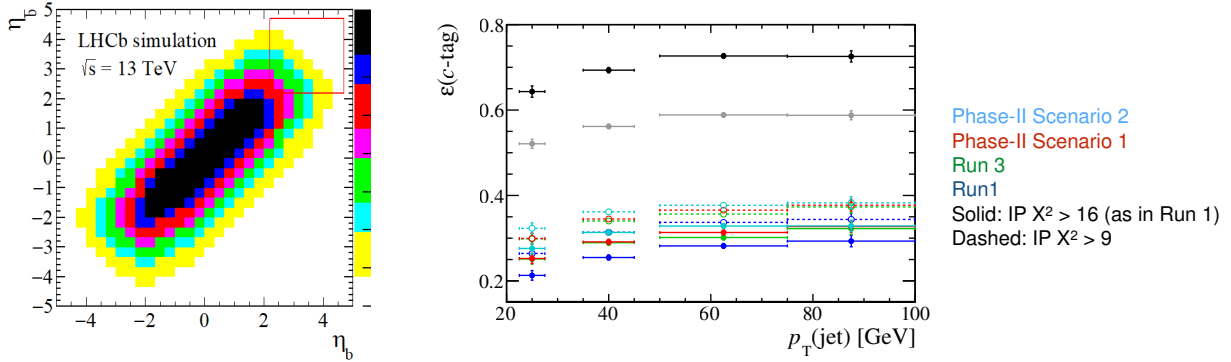 η_b̅
5
4
3
2
1
0
−1
−2
−3
−4
−5
LHCb simulation
√s = 13 TeV
−4 −2 0 2 4
η_b
ε(c-tag)
0.8
0.6
0.4
0.2
20 40 60 80 100
p_T(jet) [GeV]
Phase-II Scenario 2
Phase-II Scenario 1
Run 3
Run1
Solid: IP X² > 16 (as in Run 1)
Dashed: IP X² > 9